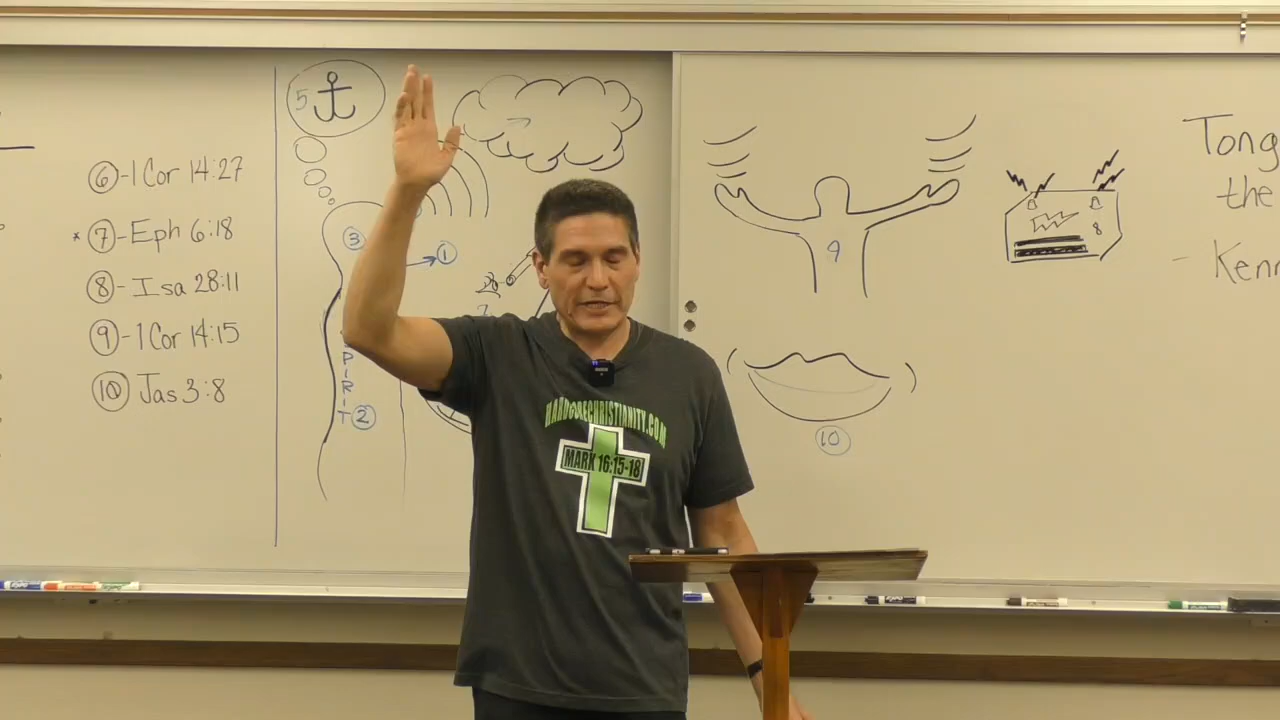 ⑥-1 Cor 14:27
* ⑦-Eph 6:18
⑧-Isa 28:11
⑨-1 Cor 14:15
⑩ Jas 3:8
5
③
①
PIRIT
②
9
8
⑩
Tong
the
- Kenn
HARDCORECHRISTIANITY.COM
MARK 16:15-18